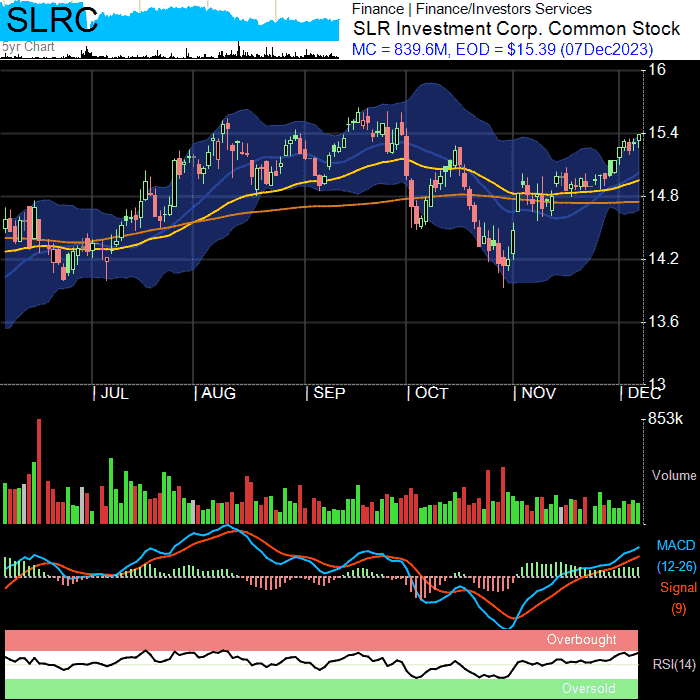 SLRC
5yr Chart
Finance | Finance/Investors Services
SLR Investment Corp. Common Stock
MC = 839.6M, EOD = $15.39 (07Dec2023)
16
15.4
14.8
14.2
13.6
13
| JUL | AUG | SEP | OCT | NOV | DEC
853k
Volume
MACD
(12-26)
Signal
(9)
Overbought
RSI(14)
Oversold